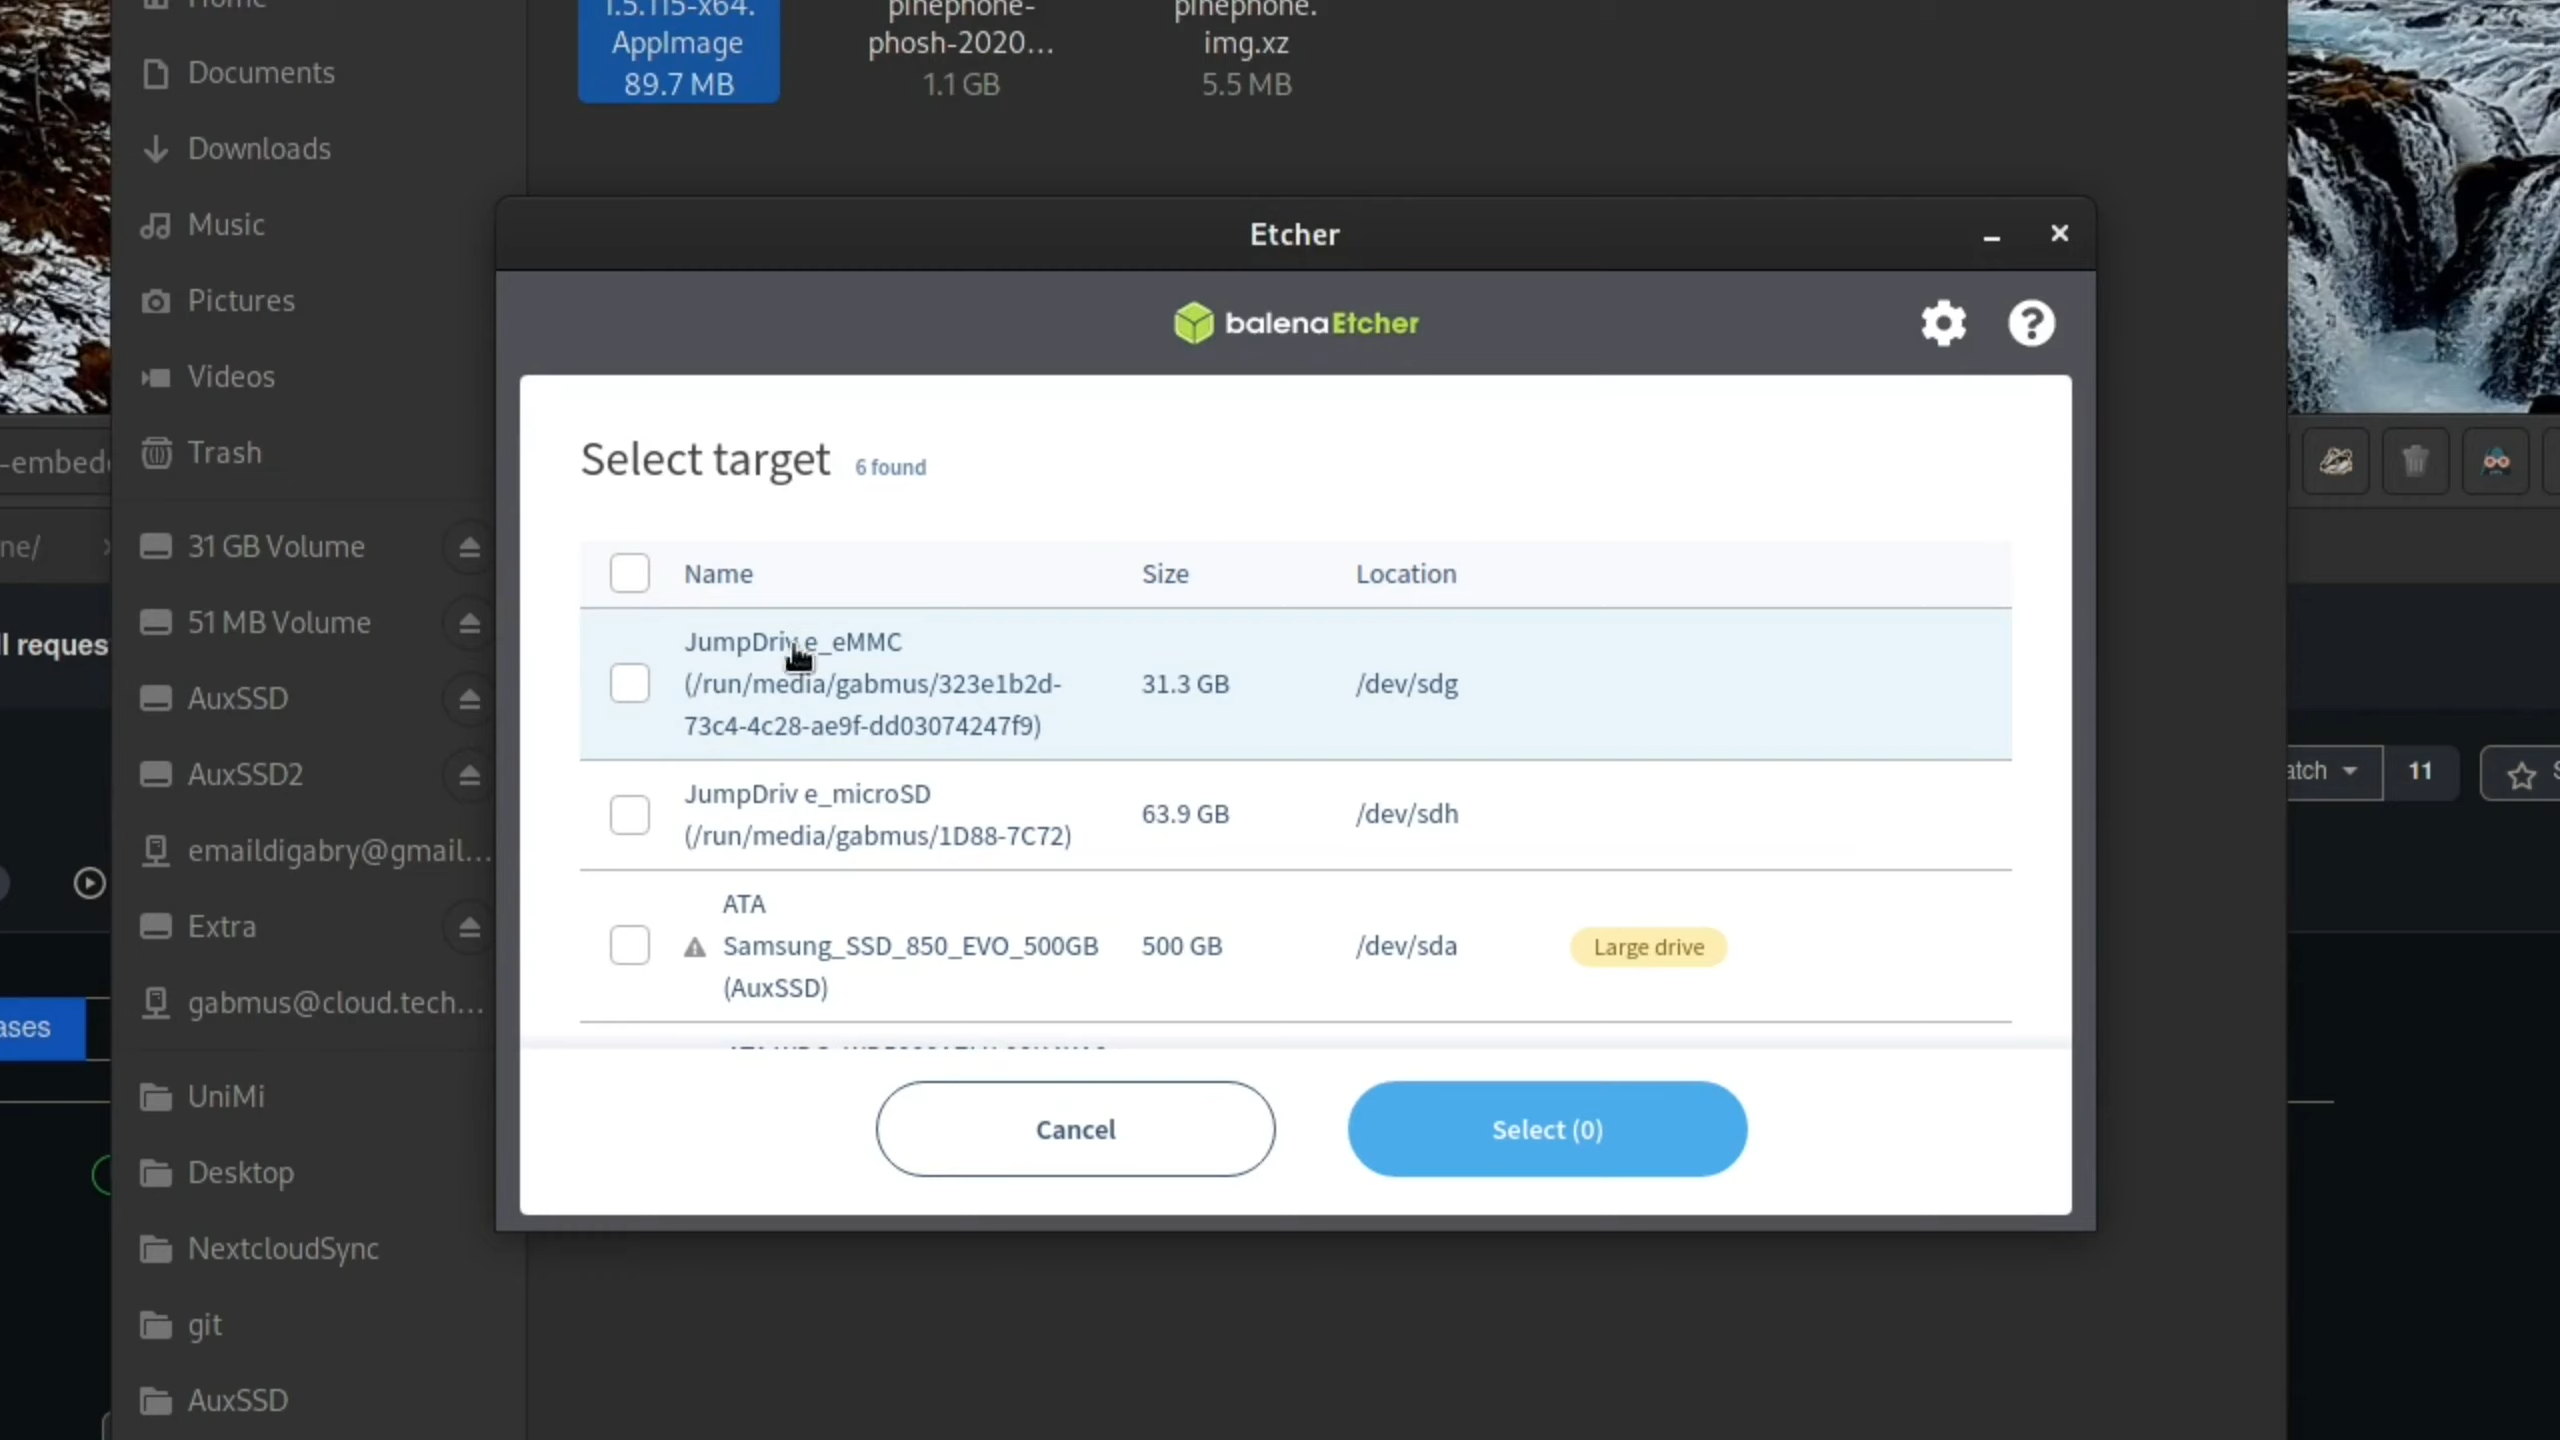 Home
Documents
Downloads
Music
Pictures
Videos
Trash
31 GB Volume
51 MB Volume
AuxSSD
AuxSSD2
emaildigabry@gmail...
Extra
gabmus@cloud.tech...
UniMi
Desktop
NextcloudSync
git
AuxSSD
1.5.115-x64.
AppImage
89.7 MB
pinephone-
phosh-2020...
1.1 GB
pinephone.
img.xz
5.5 MB
-embed
ne/
ll reques
ases
Etcher
balenaEtcher
Select target
6 found
Name Size Location
JumpDriv e_eMMC
(/run/media/gabmus/323e1b2d-
73c4-4c28-ae9f-dd03074247f9)
31.3 GB
/dev/sdg
JumpDriv e_microSD
(/run/media/gabmus/1D88-7C72)
63.9 GB
/dev/sdh
ATA
Samsung_SSD_850_EVO_500GB
(AuxSSD)
500 GB
/dev/sda
Large drive
Cancel
Select (0)
atch
11